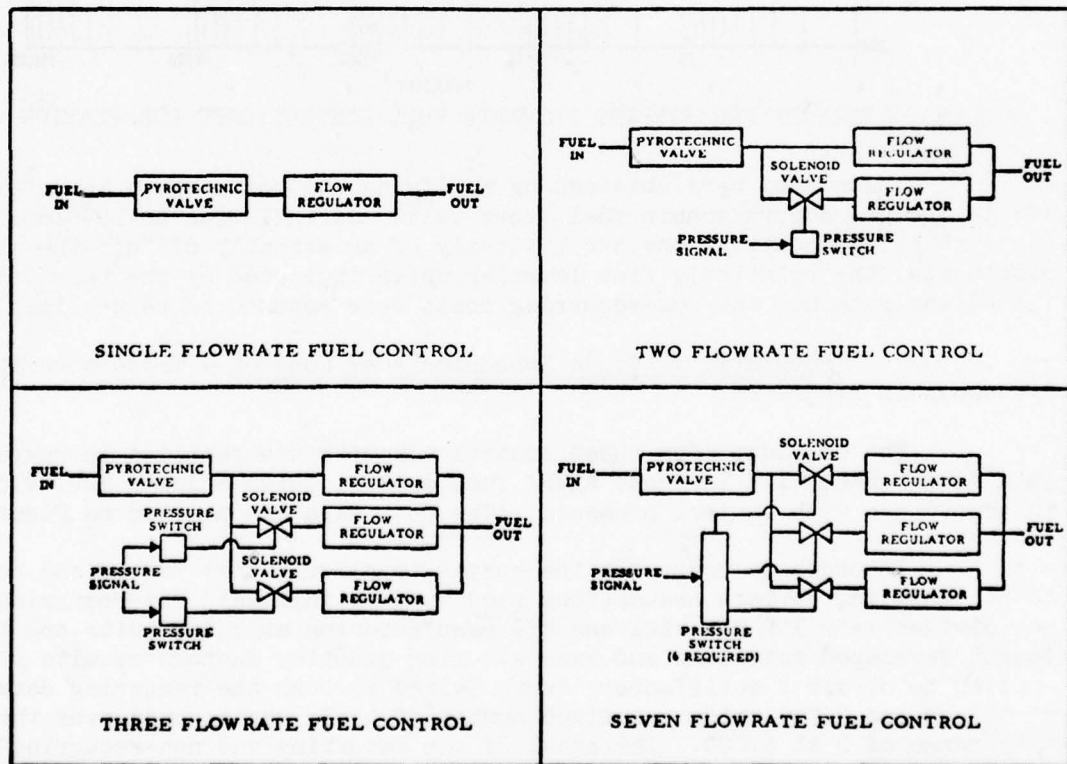 FUEL IN
PYROTECHNIC VALVE
FLOW REGULATOR
FUEL OUT
SINGLE FLOWRATE FUEL CONTROL
FUEL IN
PYROTECHNIC VALVE
SOLENOID VALVE
FLOW REGULATOR
FLOW REGULATOR
FUEL OUT
PRESSURE SIGNAL
PRESSURE SWITCH
TWO FLOWRATE FUEL CONTROL
FUEL IN
PYROTECHNIC VALVE
FLOW REGULATOR
SOLENOID VALVE
PRESSURE SWITCH
FLOW REGULATOR
FUEL OUT
SOLENOID VALVE
PRESSURE SIGNAL
FLOW REGULATOR
PRESSURE SWITCH
THREE FLOWRATE FUEL CONTROL
SOLENOID VALVE
FUEL IN
PYROTECHNIC VALVE
FLOW REGULATOR
FLOW REGULATOR
FUEL OUT
PRESSURE SIGNAL
FLOW REGULATOR
PRESSURE SWITCH (6 REQUIRED)
SEVEN FLOWRATE FUEL CONTROL